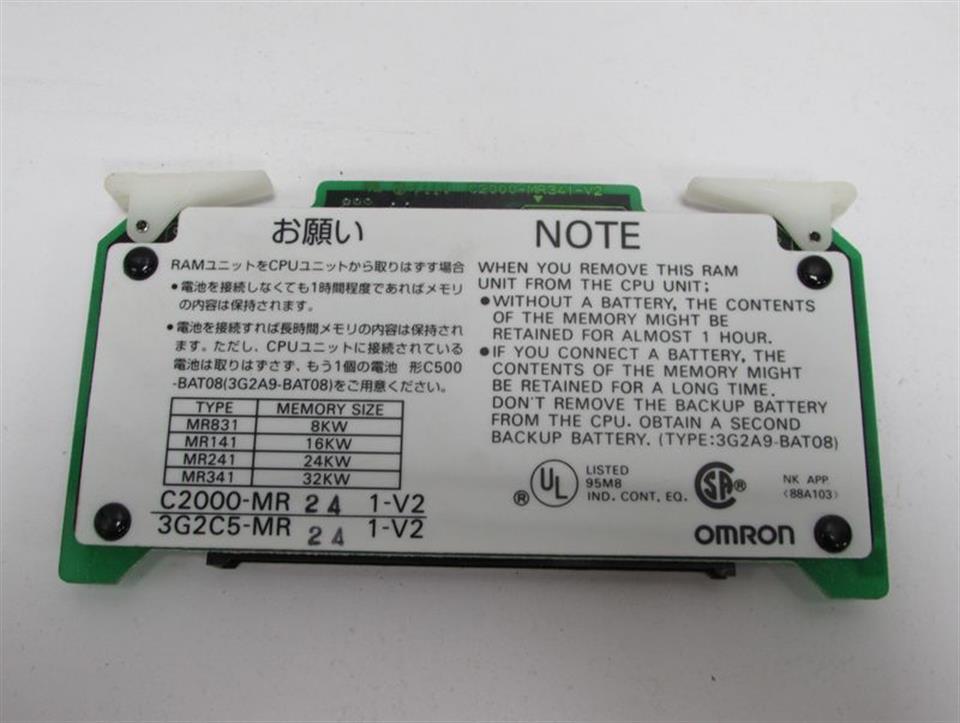 C2000-MR341-V2
お願い
RAMユニットをCPUユニットから取りはずす場合
●電池を接続しなくても1時間程度であればメモリ
の内容は保持されます。
●電池を接続すれば長時間メモリの内容は保持され
ます。ただし、CPUユニットに接続されている
電池は取りはずさず、もう1個の電池 形C500
-BAT08(3G2A9-BAT08)をご用意ください。
TYPE MEMORY SIZE
MR831 8KW
MR141 16KW
MR241 24KW
MR341 32KW
C2000-MR 24 1-V2
3G2C5-MR 24 1-V2
NOTE
WHEN YOU REMOVE THIS RAM
UNIT FROM THE CPU UNIT;
●WITHOUT A BATTERY, THE CONTENTS
OF THE MEMORY MIGHT BE
RETAINED FOR ALMOST 1 HOUR.
●IF YOU CONNECT A BATTERY, THE
CONTENTS OF THE MEMORY MIGHT
BE RETAINED FOR A LONG TIME.
DON'T REMOVE THE BACKUP BATTERY
FROM THE CPU. OBTAIN A SECOND
BACKUP BATTERY. (TYPE:3G2A9-BAT08)
® UL LISTED
95M8
IND. CONT. EQ.
SA ®
NK APP.
(88A103)
OMRON